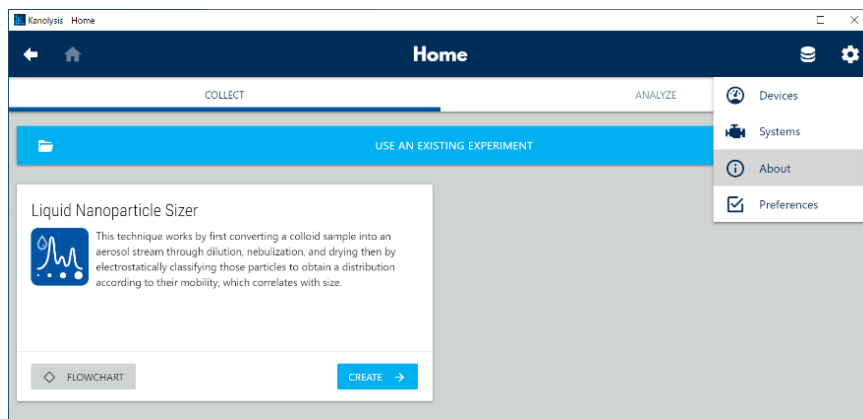 Kanolysis Home
Home
COLLECT
ANALYZE
Devices
Systems
About
Preferences
USE AN EXISTING EXPERIMENT
Liquid Nanoparticle Sizer
This technique works by first converting a colloid sample into an
aerosol stream through dilution, nebulization, and drying then by
electrostatically classifying those particles to obtain a distribution
according to their mobility, which correlates with size.
FLOWCHART
CREATE